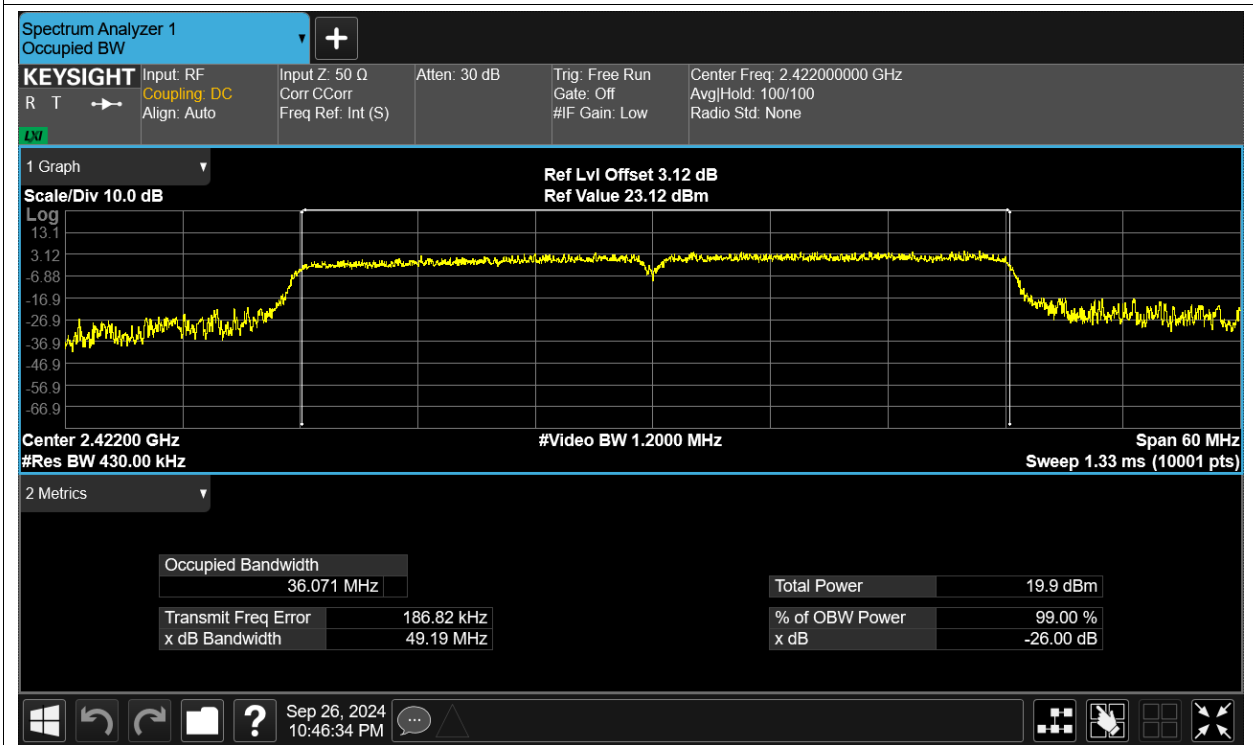 Spectrum Analyzer 1
Occupied BW
KEYSIGHT
R T
LXI
Input: RF
Coupling: DC
Align: Auto
Input Z: 50 Ω
Corr CCorr
Freq Ref: Int (S)
Atten: 30 dB
Trig: Free Run
Gate: Off
#IF Gain: Low
Center Freq: 2.422000000 GHz
Avg|Hold: 100/100
Radio Std: None
1 Graph
Scale/Div 10.0 dB
Ref Lvl Offset 3.12 dB
Ref Value 23.12 dBm
Log
13.1
3.12
-6.88
-16.9
-26.9
-36.9
-46.9
-56.9
-66.9
Center 2.42200 GHz
#Res BW 430.00 kHz
#Video BW 1.2000 MHz
Span 60 MHz
Sweep 1.33 ms (10001 pts)
2 Metrics
Occupied Bandwidth
36.071 MHz
Transmit Freq Error 186.82 kHz
x dB Bandwidth 49.19 MHz
Total Power 19.9 dBm
% of OBW Power 99.00 %
x dB -26.00 dB
?
Sep 26, 2024
10:46:34 PM